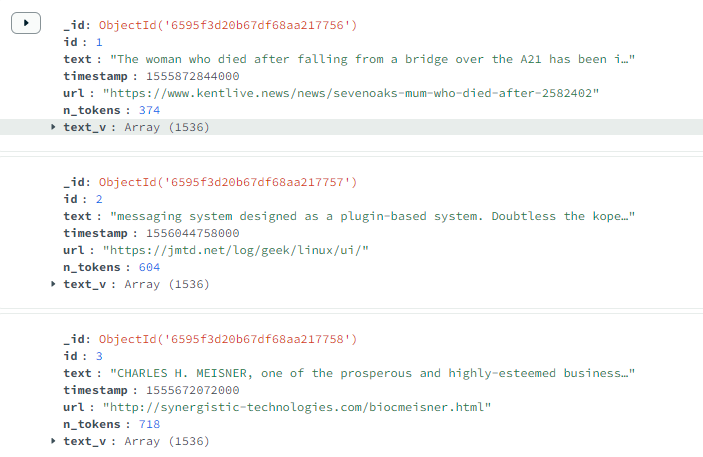 _id: ObjectId('6595f3d20b67df68aa217756')
id : 1
text : "The woman who died after falling from a bridge over the A21 has been i…"
timestamp : 1555872844000
url : "https://www.kentlive.news/news/sevenoaks-mum-who-died-after-2582402"
n_tokens : 374
text_v : Array (1536)
_id: ObjectId('6595f3d20b67df68aa217757')
id : 2
text : "messaging system designed as a plugin-based system. Doubtless the kope…"
timestamp : 1556044758000
url : "https://jmtd.net/log/geek/linux/ui/"
n_tokens : 604
text_v : Array (1536)
_id: ObjectId('6595f3d20b67df68aa217758')
id : 3
text : "CHARLES H. MEISNER, one of the prosperous and highly-esteemed business…"
timestamp : 1555672072000
url : "http://synergistic-technologies.com/biocmeisner.html"
n_tokens : 718
text_v : Array (1536)